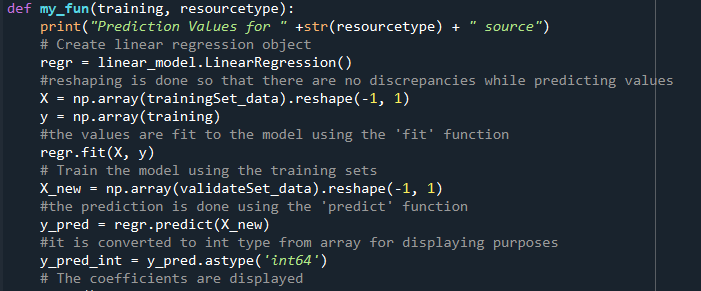 def my_fun(training, resourcetype):
    print("Prediction Values for " +str(resourcetype) + " source")
    # Create linear regression object
    regr = linear_model.LinearRegression()
    #reshaping is done so that there are no discrepancies while predicting values
    X = np.array(trainingSet_data).reshape(-1, 1)
    y = np.array(training)
    #the values are fit to the model using the 'fit' function
    regr.fit(X, y)
    # Train the model using the training sets
    X_new = np.array(validateSet_data).reshape(-1, 1)
    #the prediction is done using the 'predict' function
    y_pred = regr.predict(X_new)
    #it is converted to int type from array for displaying purposes
    y_pred_int = y_pred.astype('int64')
    # The coefficients are displayed